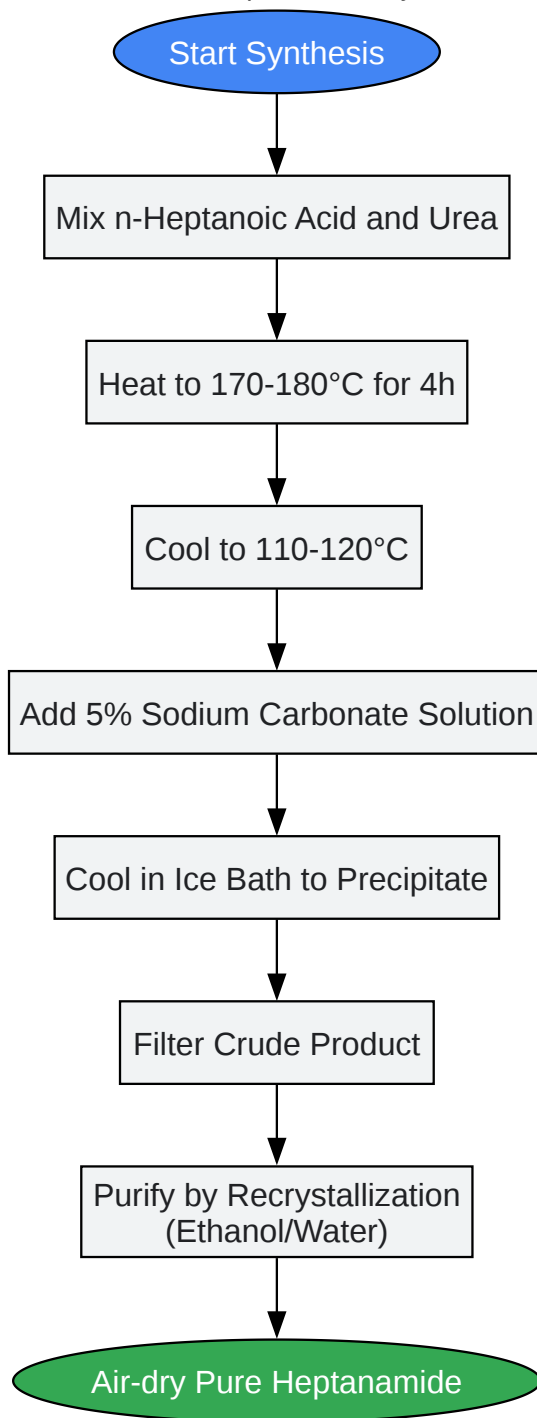 Start Synthesis
Mix n-Heptanoic Acid and Urea
Heat to 170-180°C for 4h
Cool to 110-120°C
Add 5% Sodium Carbonate Solution
Cool in Ice Bath to Precipitate
Filter Crude Product
Purify by Recrystallization
(Ethanol/Water)
Air-dry Pure Heptanamide